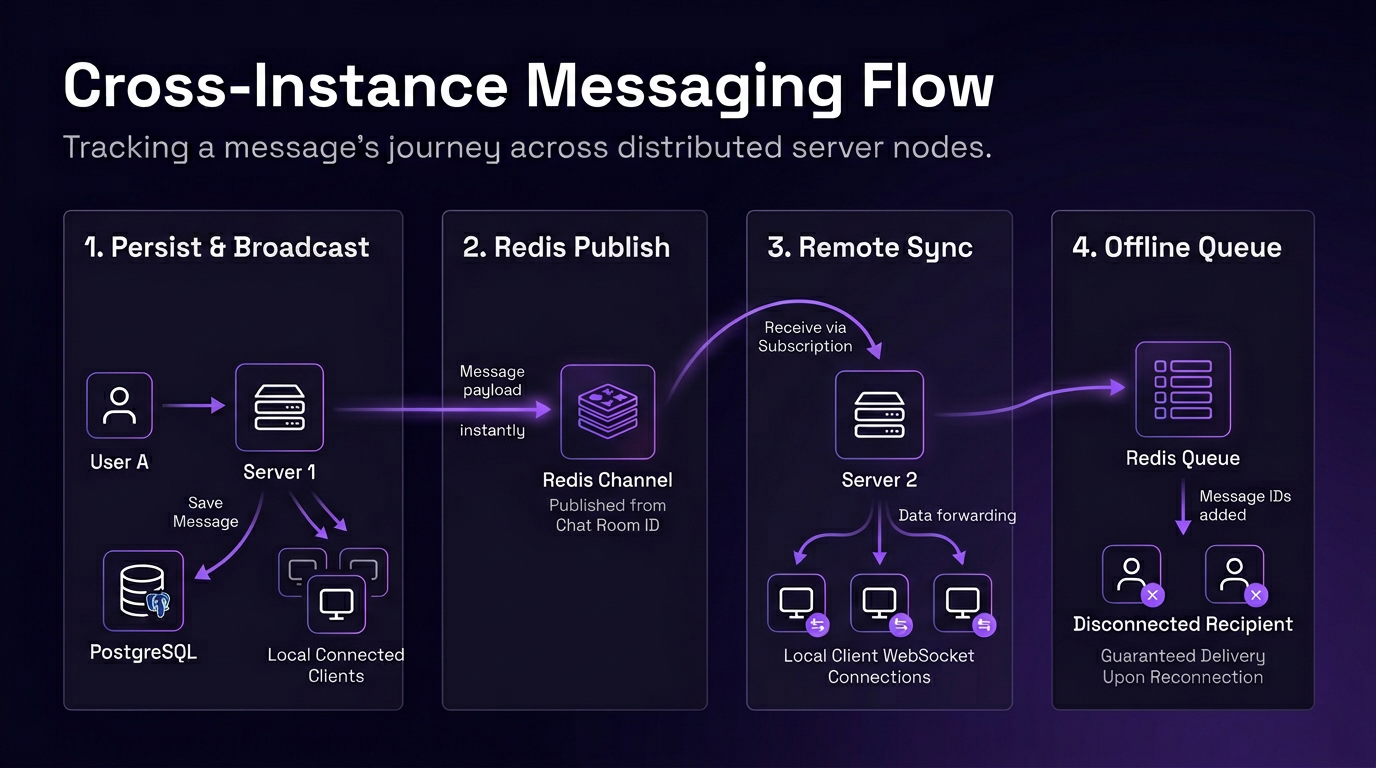 Cross-Instance Messaging Flow
Tracking a message's journey across distributed server nodes.
1. Persist & Broadcast
User A
Server 1
Save
Message
PostgreSQL
Local Connected
Clients
2. Redis Publish
Message
payload
instantly
Redis Channel
Published from
Chat Room ID
3. Remote Sync
Receive via
Subscription
Server 2
Data forwarding
Local Client WebSocket
Connections
4. Offline Queue
Redis Queue
Message IDs
added
Disconnected Recipient
Guaranteed Delivery
Upon Reconnection